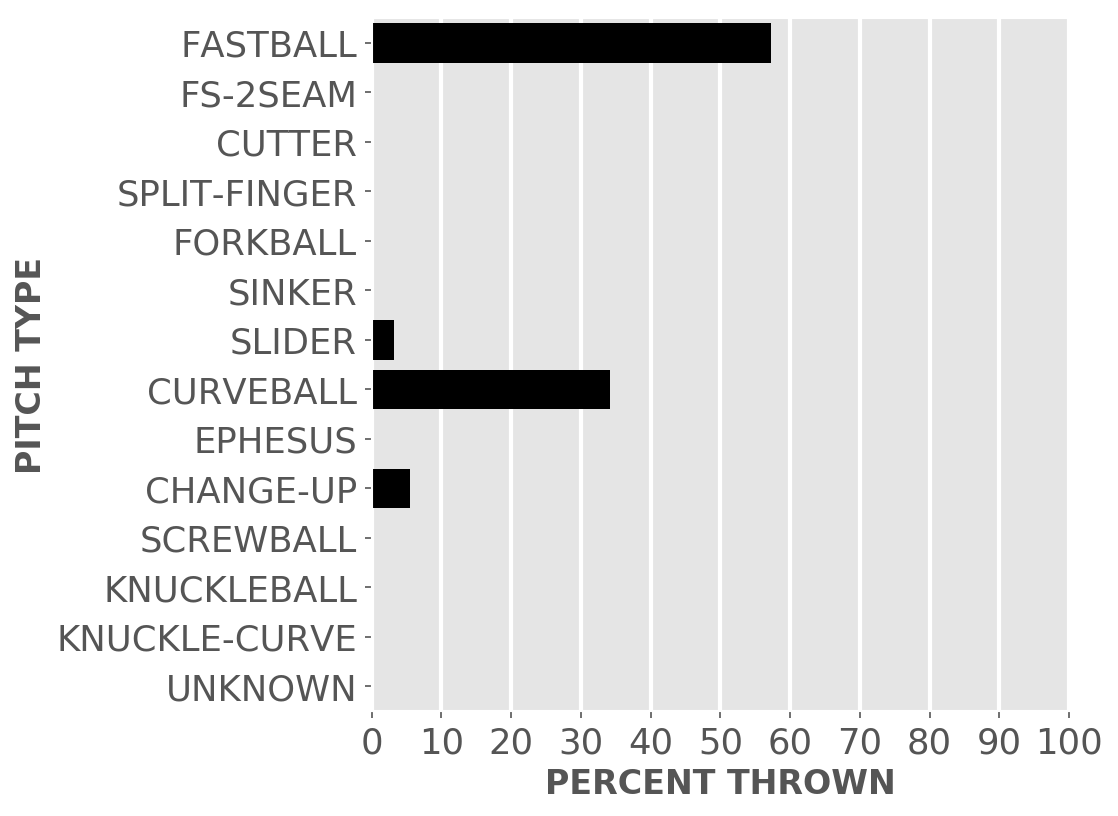 FASTBALL
FS-2SEAM
CUTTER
SPLIT-FINGER
FORKBALL
SINKER
SLIDER
CURVEBALL
EPHESUS
CHANGE-UP
SCREWBALL
KNUCKLEBALL
KNUCKLE-CURVE
UNKNOWN
PITCH TYPE
0 10 20 30 40 50 60 70 80 90 100
PERCENT THROWN